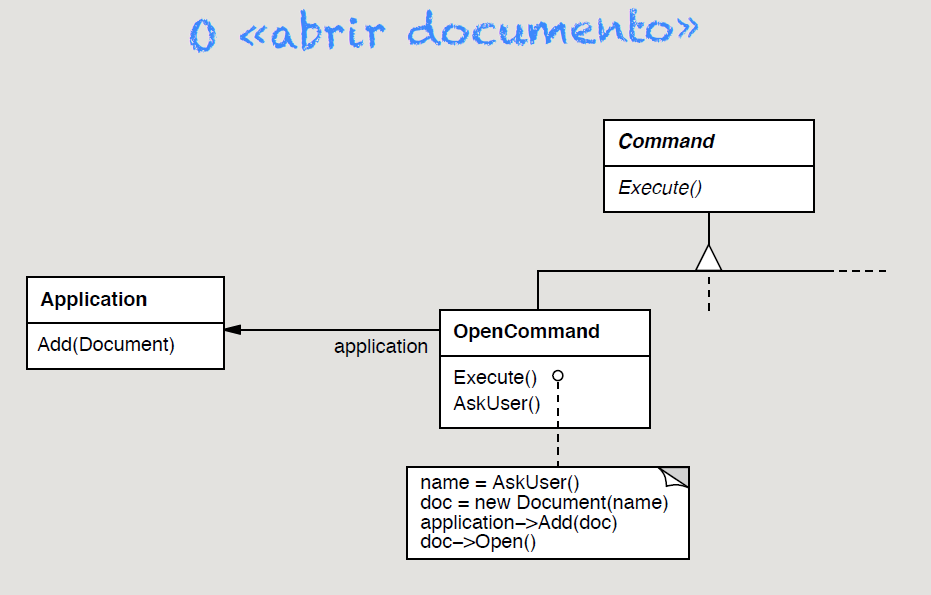 O «abrir documento»
Command
Execute()
Application
Add(Document)
application
OpenCommand
Execute()
AskUser()
name = AskUser()
doc = new Document(name)
application–>Add(doc)
doc–>Open()